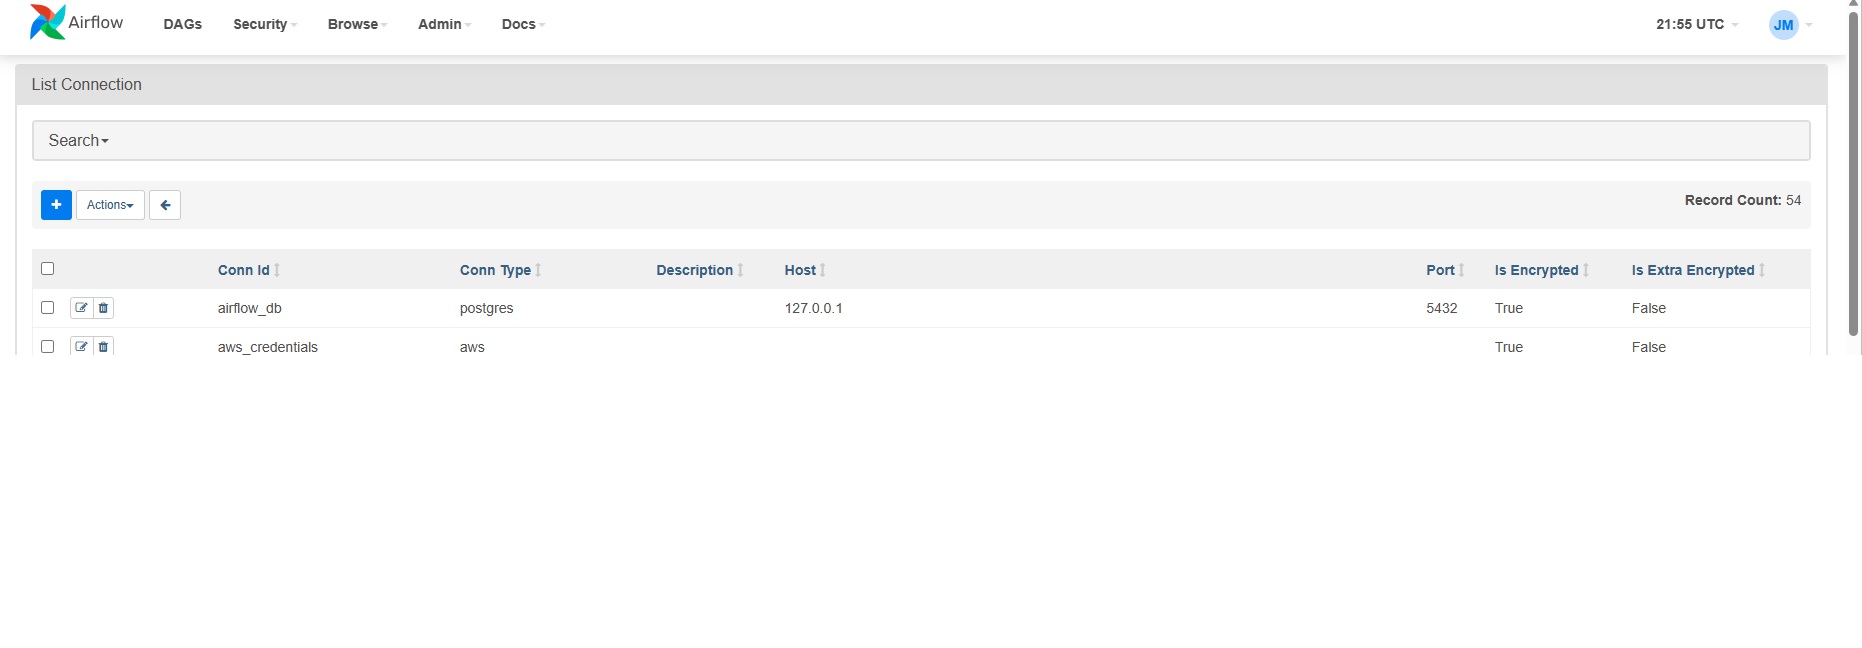 Airflow DAGs Security Browse Admin Docs 21:55 UTC JM
List Connection
Search
+ Actions Record Count: 54
Conn Id Conn Type Description Host Port Is Encrypted Is Extra Encrypted
airflow_db postgres 127.0.0.1 5432 True False
aws_credentials aws True False